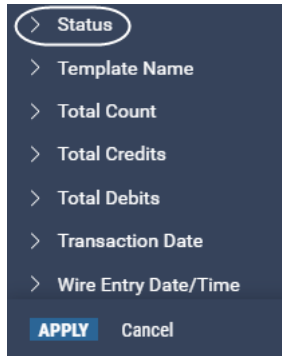 Status
Template Name
Total Count
Total Credits
Total Debits
Transaction Date
Wire Entry Date/Time
APPLY Cancel